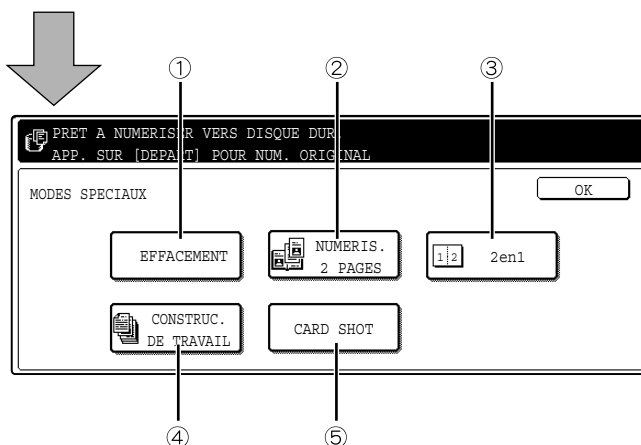 ① ② ③
PRET A NUMERISER VERS DISQUE DUR.
APP. SUR [DEPART] POUR NUM. ORIGINAL
MODES SPECIAUX
OK
EFFACEMENT
NUMERIS.
2 PAGES
1 2
2en1
CONSTRUC.
DE TRAVAIL
CARD SHOT
④ ⑤